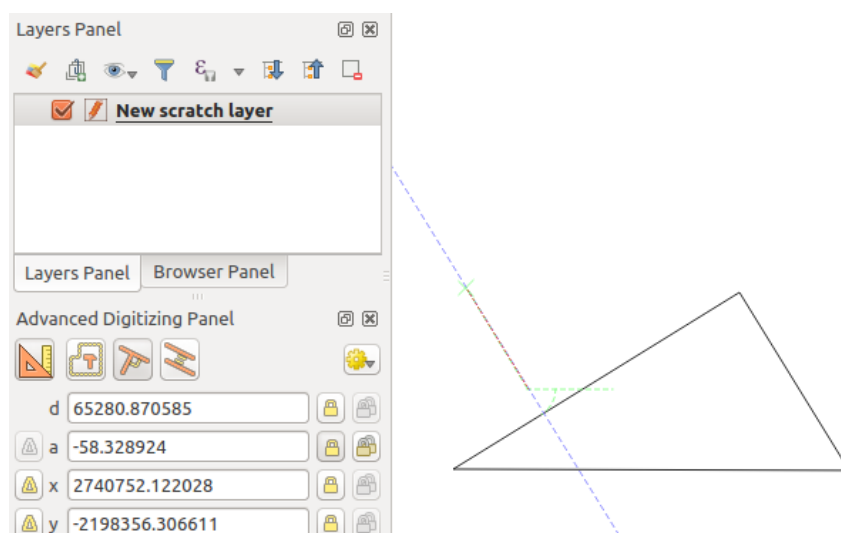 Layers Panel
New scratch layer
Layers Panel
Browser Panel
Advanced Digitizing Panel
d 65280.870585
a -58.328924
x 2740752.122028
y -2198356.306611